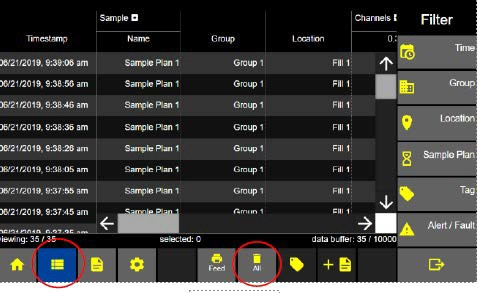 Sample
Channels
Filter
Timestamp
Name
Group
Location
Time
06/21/2019, 9:39:06 am Sample Plan 1 Group 1 Fill 1
06/21/2019, 9:38:56 am Sample Plan 1 Group 1 Fill 1
Group
06/21/2019, 9:38:46 am Sample Plan 1 Group 1 Fill 1
Location
06/21/2019, 9:38:36 am Sample Plan 1 Group 1 Fill 1
06/21/2019, 9:38:26 am Sample Plan 1 Group 1 Fill 1
Sample Plan
06/21/2019, 9:38:05 am Sample Plan 1 Group 1 Fill 1
06/21/2019, 9:37:55 am Sample Plan 1 Group 1 Fill 1
Tag
06/21/2019, 9:37:45 am Sample Plan 1 Group 1 Fill 1
Alert / Fault
viewing: 35 / 35 selected: 0 data buffer: 35 / 10000
Feed
All